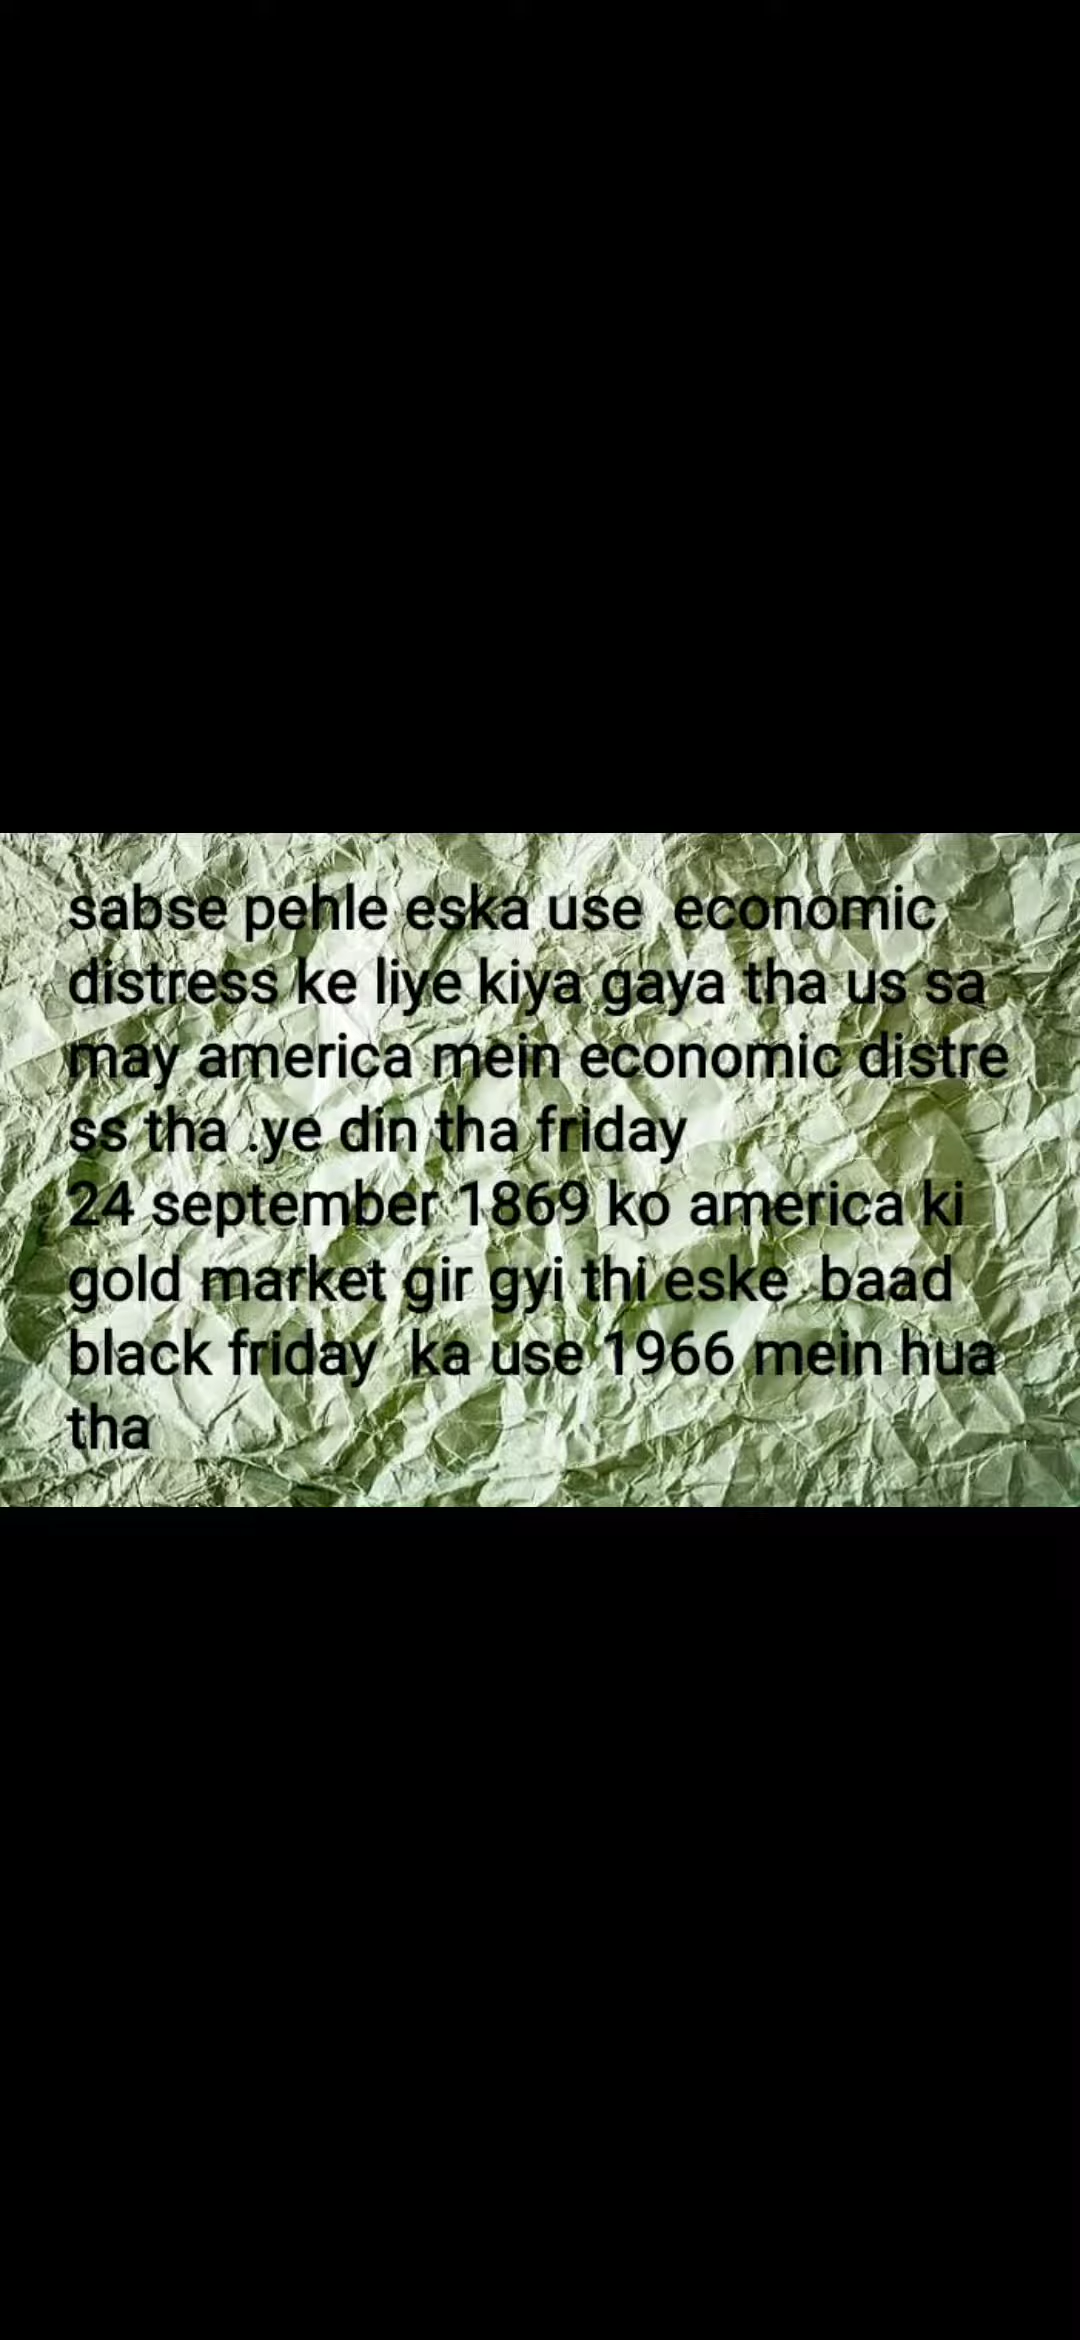 sabse pehle eska use  economic
distress ke liye kiya gaya tha us sa
may america mein economic distre
ss tha .ye din tha friday
24 september 1869 ko america ki
gold market gir gyi thi eske  baad
black friday  ka use 1966 mein hua
tha